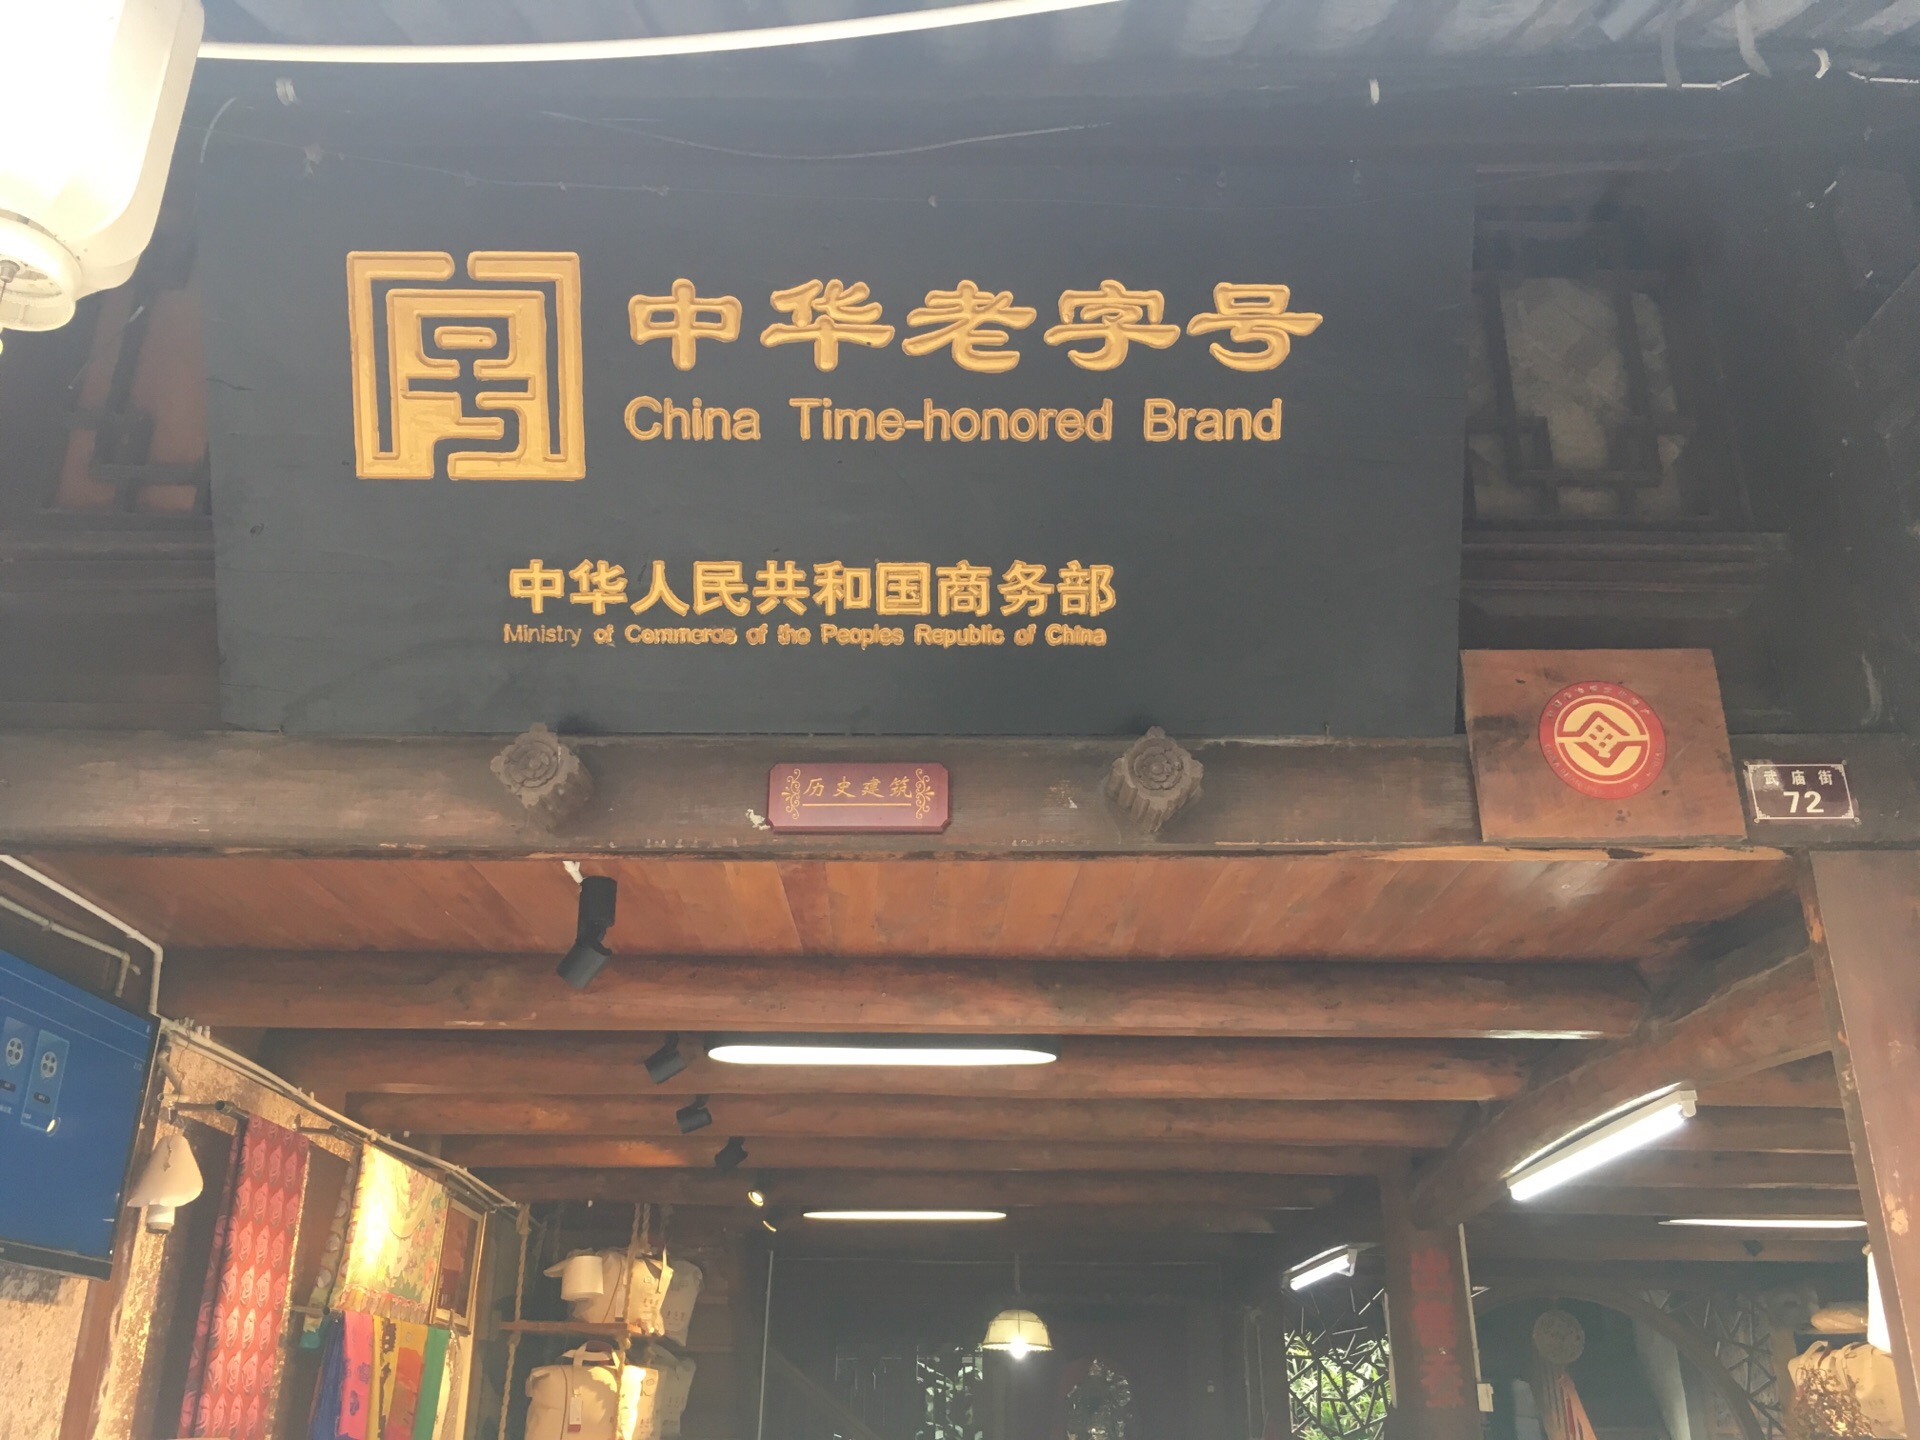 中华老字号
China Time-honored Brand
中华人民共和国商务部
Ministry of Commerce of the Peoples Republic of China
历史建筑
武庙街
72